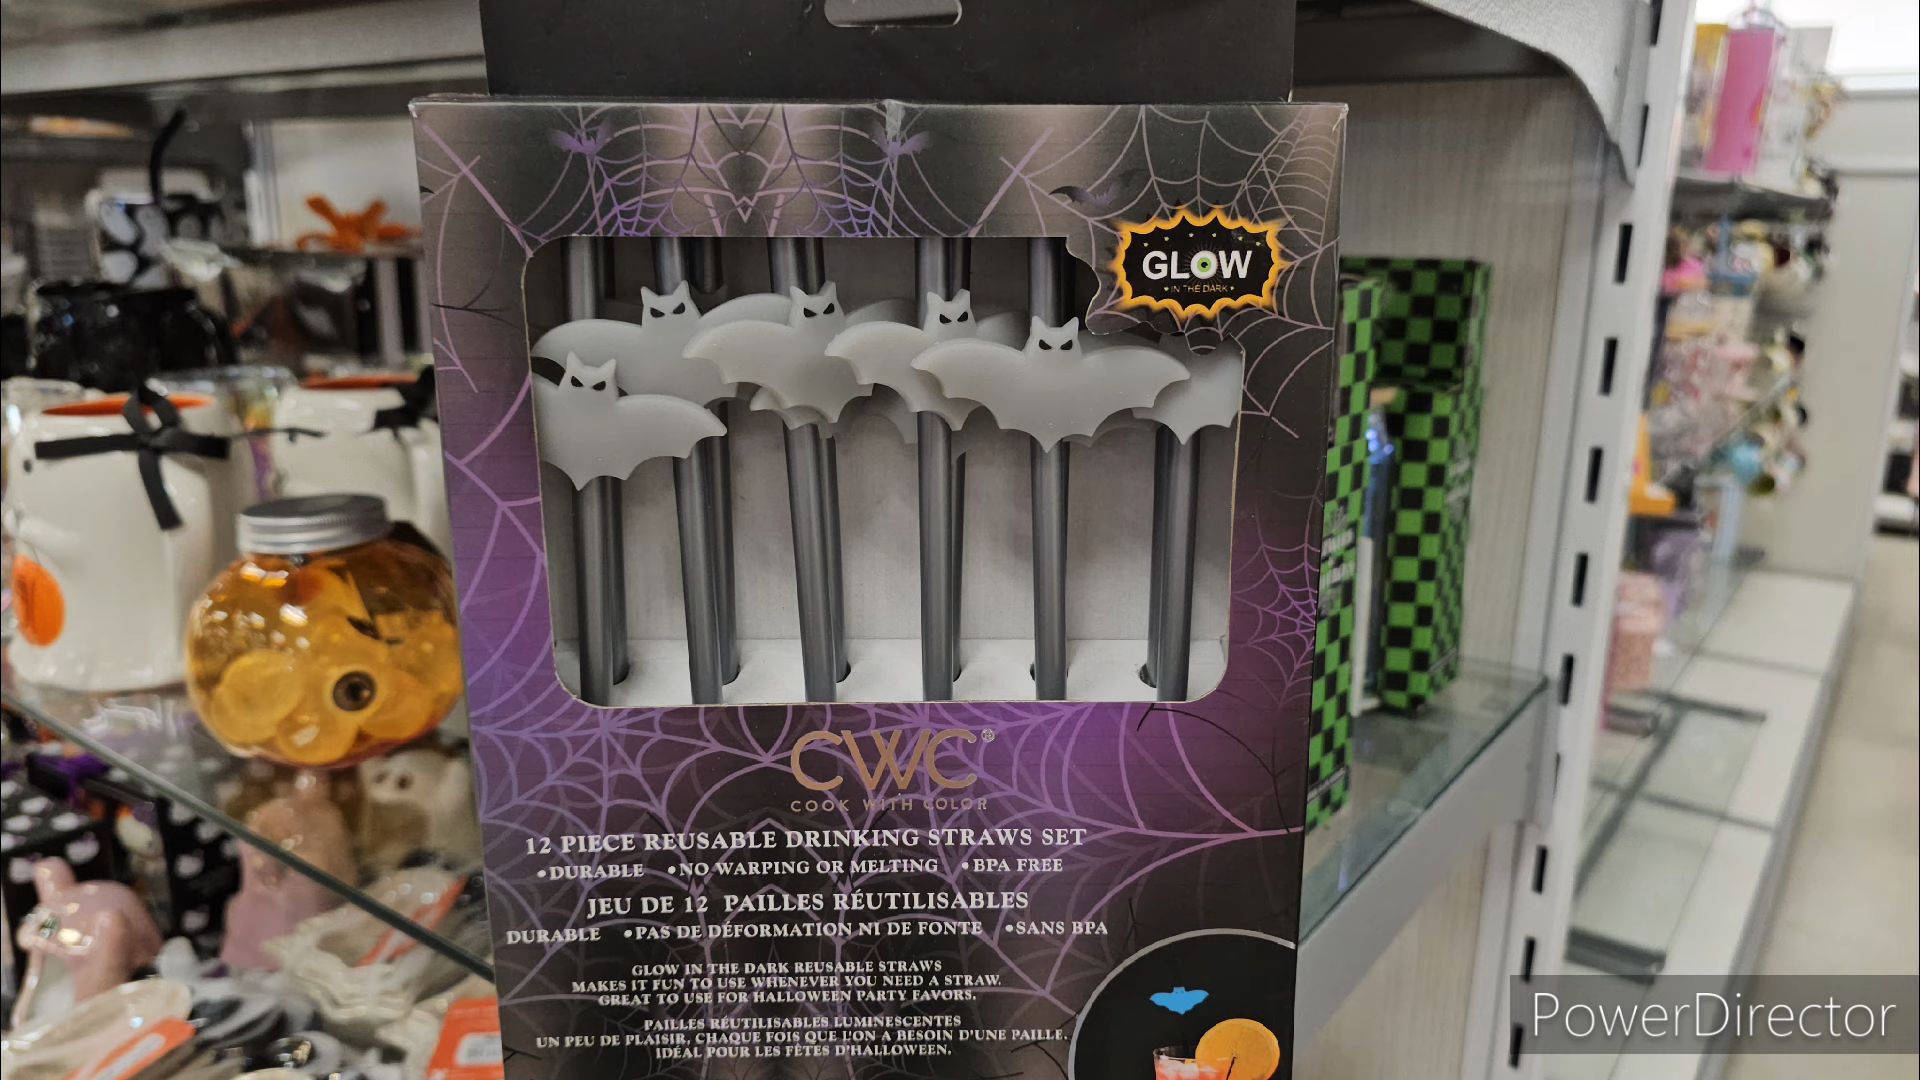 GLOW
• IN THE DARK •
CWC®
COOK WITH COLOR
12 PIECE REUSABLE DRINKING STRAWS SET
•DURABLE •NO WARPING OR MELTING •BPA FREE
JEU DE 12 PAILLES RÉUTILISABLES
DURABLE •PAS DE DÉFORMATION NI DE FONTE •SANS BPA
GLOW IN THE DARK REUSABLE STRAWS
MAKES IT FUN TO USE WHENEVER YOU NEED A STRAW.
GREAT TO USE FOR HALLOWEEN PARTY FAVORS.
PAILLES RÉUTILISABLES LUMINESCENTES
UN PEU DE PLAISIR, CHAQUE FOIS QUE L'ON A BESOIN D'UNE PAILLE.
IDÉAL POUR LES FÊTES D'HALLOWEEN.
PowerDirector